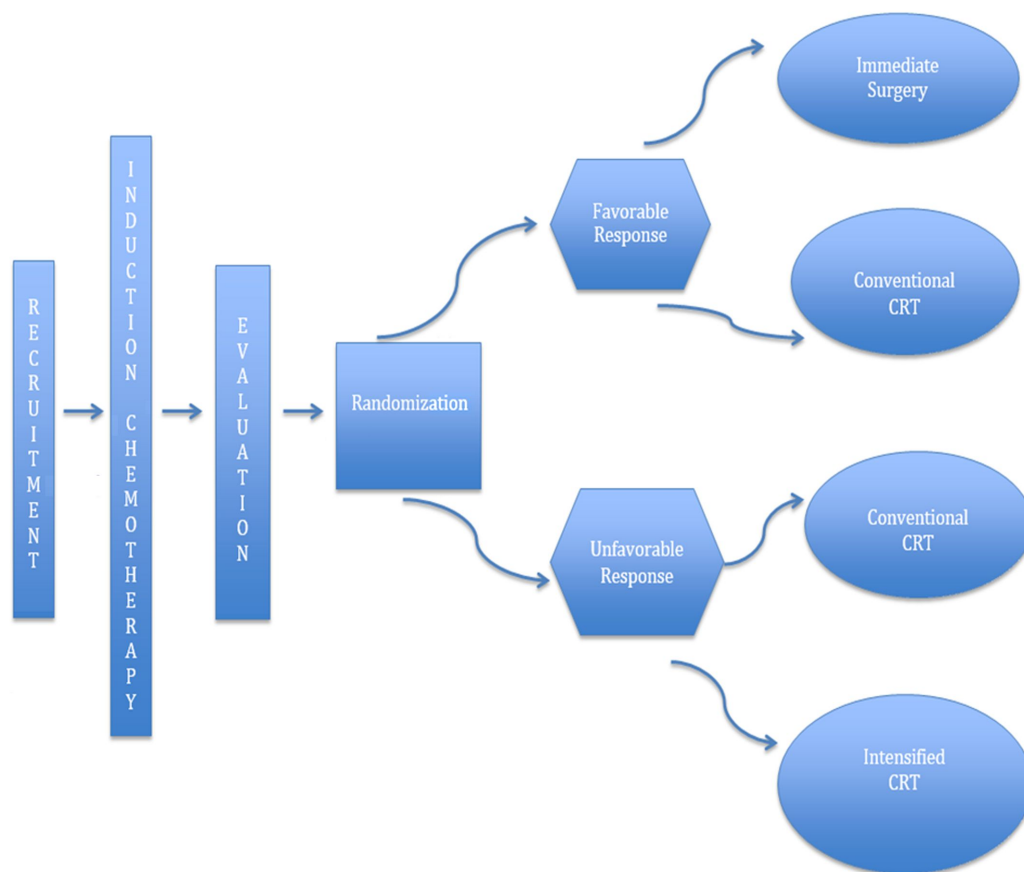 RECRUITMENT
INDUCTION CHEMOTHERAPY
EVALUATION
Randomization
Favorable
Response
Immediate
Surgery
Conventional
CRT
Unfavorable
Response
Conventional
CRT
Intensified
CRT